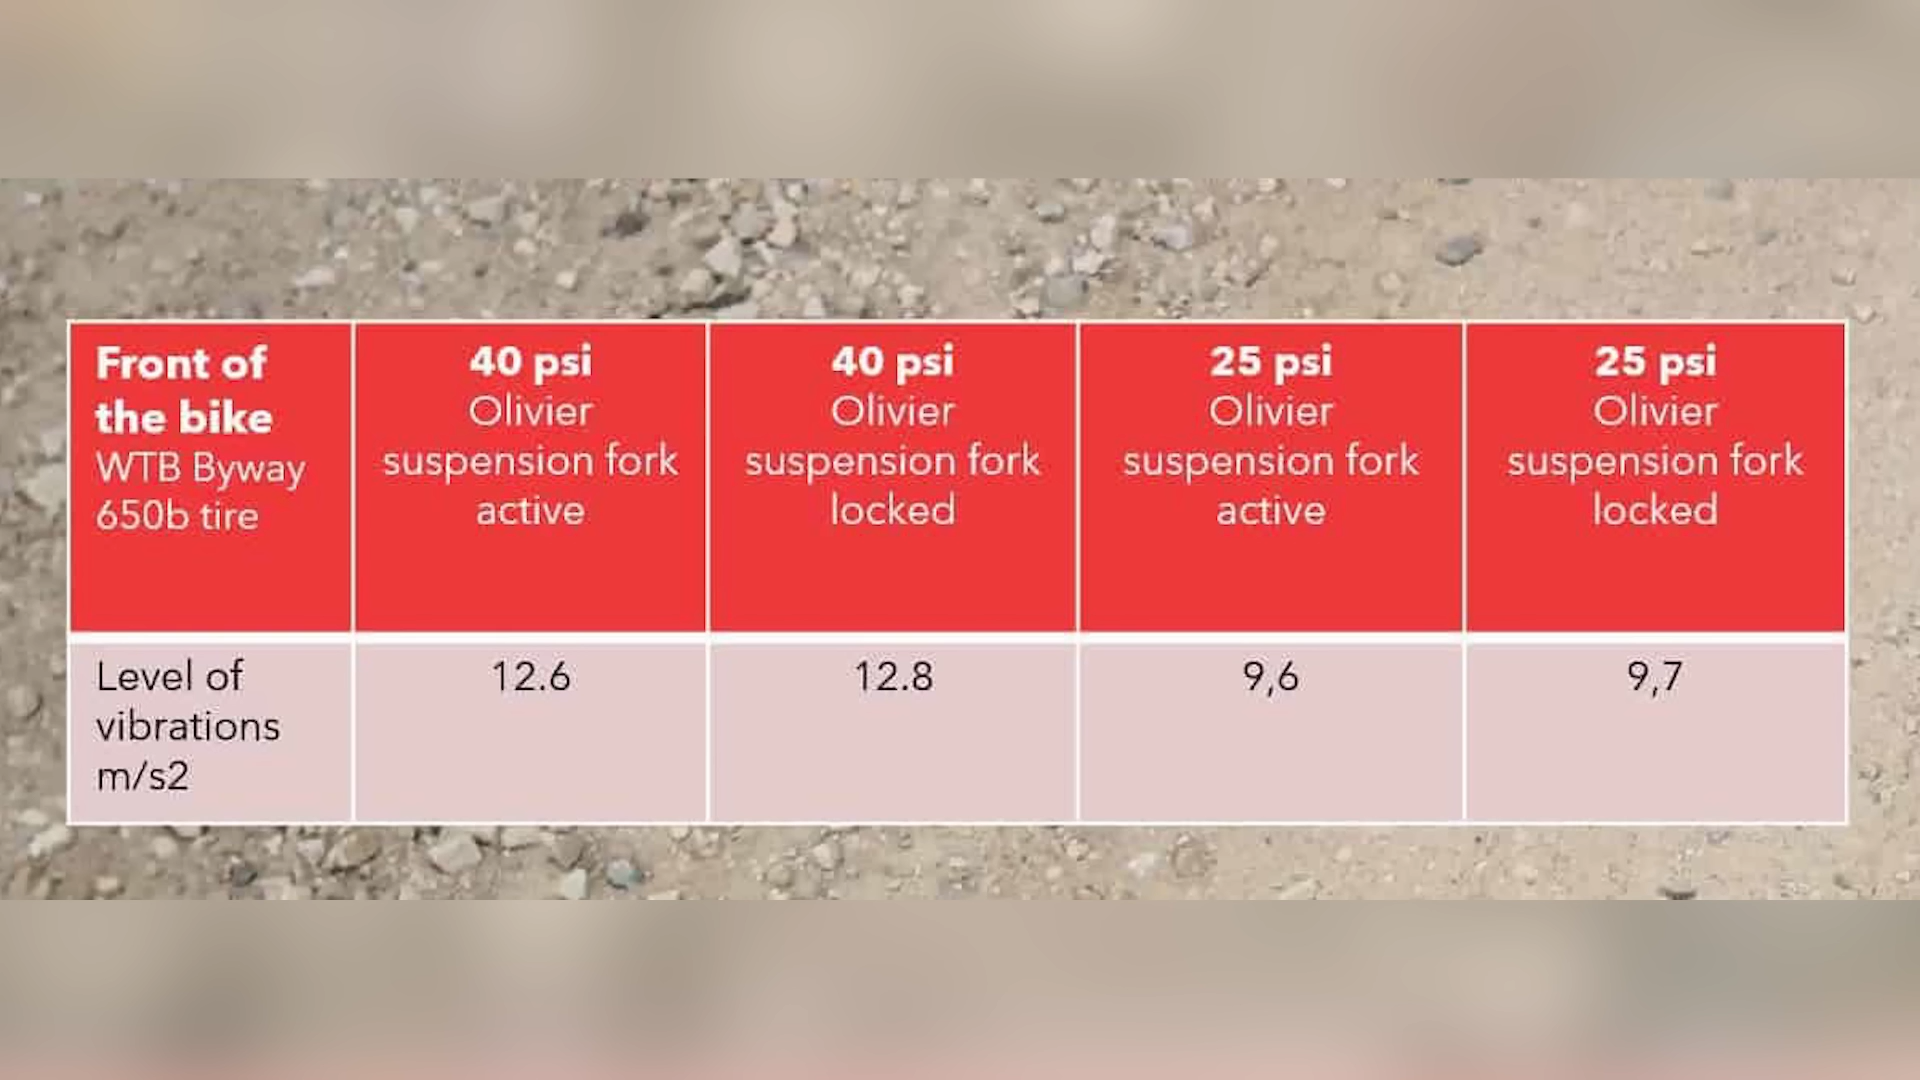 Front of
the bike
WTB Byway
650b tire
40 psi
Olivier
suspension fork
active
40 psi
Olivier
suspension fork
locked
25 psi
Olivier
suspension fork
active
25 psi
Olivier
suspension fork
locked
Level of
vibrations
m/s2
12.6
12.8
9,6
9,7